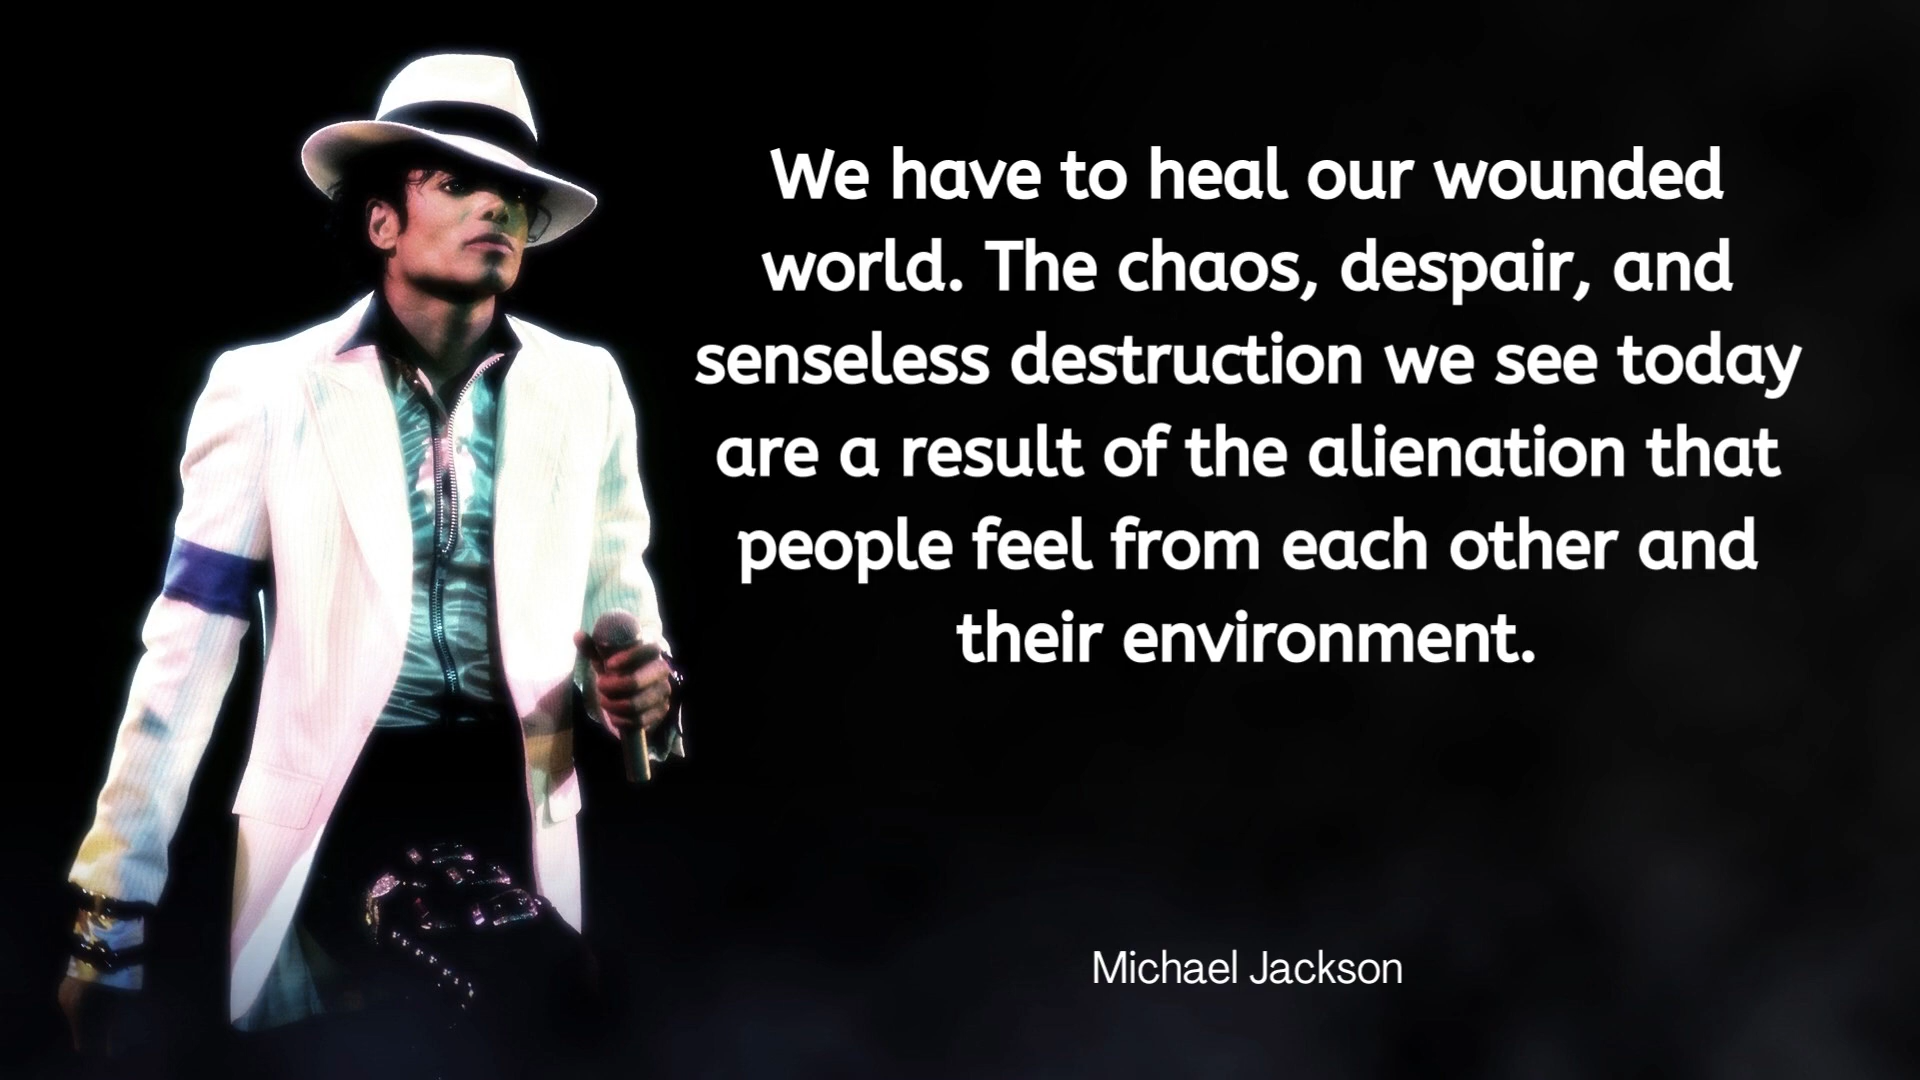 We have to heal our wounded
world. The chaos, despair, and
senseless destruction we see today
are a result of the alienation that
people feel from each other and
their environment.
Michael Jackson